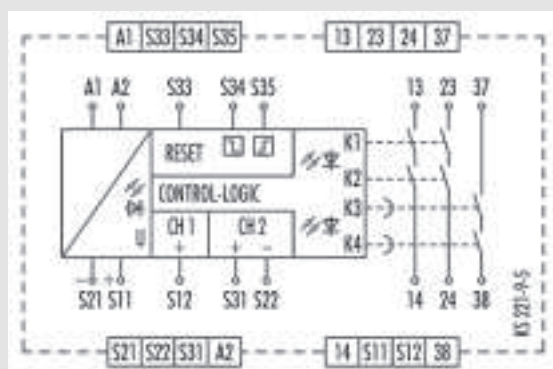 A1 S33 S34 S35 13 23 24 37
A1 A2 S33 S34 S35 13 23 37
RESET K1
K2
CONTROL-LOGIC
K3
CH 1 CH 2
K4
+ + -
- +
S21 S11 S12 S31 S22 14 24 38
KS 221-9-S
S21 S22 S31 A2 14 S11 S12 38